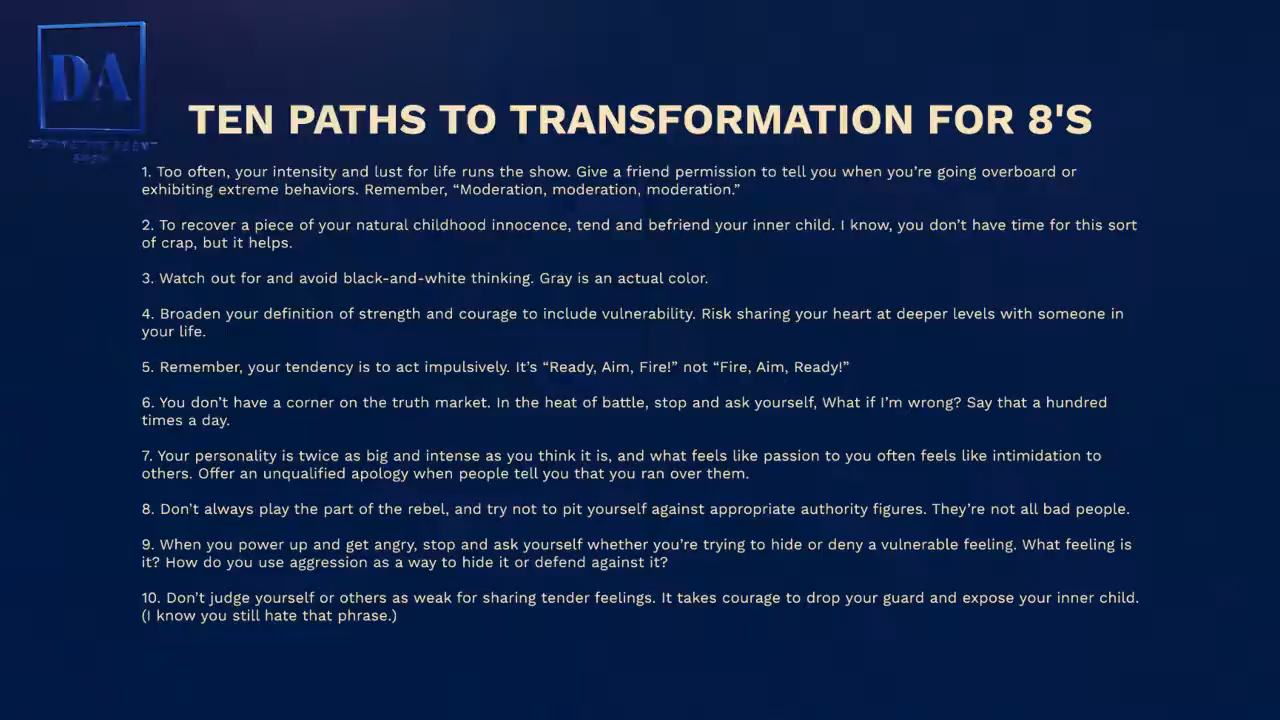 DA
TEN PATHS TO TRANSFORMATION FOR 8'S
1. Too often, your intensity and lust for life runs the show. Give a friend permission to tell you when you’re going overboard or
exhibiting extreme behaviors. Remember, “Moderation, moderation, moderation.”
2. To recover a piece of your natural childhood innocence, tend and befriend your inner child. I know, you don’t have time for this sort
of crap, but it helps.
3. Watch out for and avoid black-and-white thinking. Gray is an actual color.
4. Broaden your definition of strength and courage to include vulnerability. Risk sharing your heart at deeper levels with someone in
your life.
5. Remember, your tendency is to act impulsively. It’s “Ready, Aim, Fire!” not “Fire, Aim, Ready!”
6. You don’t have a corner on the truth market. In the heat of battle, stop and ask yourself, What if I’m wrong? Say that a hundred
times a day.
7. Your personality is twice as big and intense as you think it is, and what feels like passion to you often feels like intimidation to
others. Offer an unqualified apology when people tell you that you ran over them.
8. Don’t always play the part of the rebel, and try not to pit yourself against appropriate authority figures. They’re not all bad people.
9. When you power up and get angry, stop and ask yourself whether you’re trying to hide or deny a vulnerable feeling. What feeling is
it? How do you use aggression as a way to hide it or defend against it?
10. Don’t judge yourself or others as weak for sharing tender feelings. It takes courage to drop your guard and expose your inner child.
(I know you still hate that phrase.)